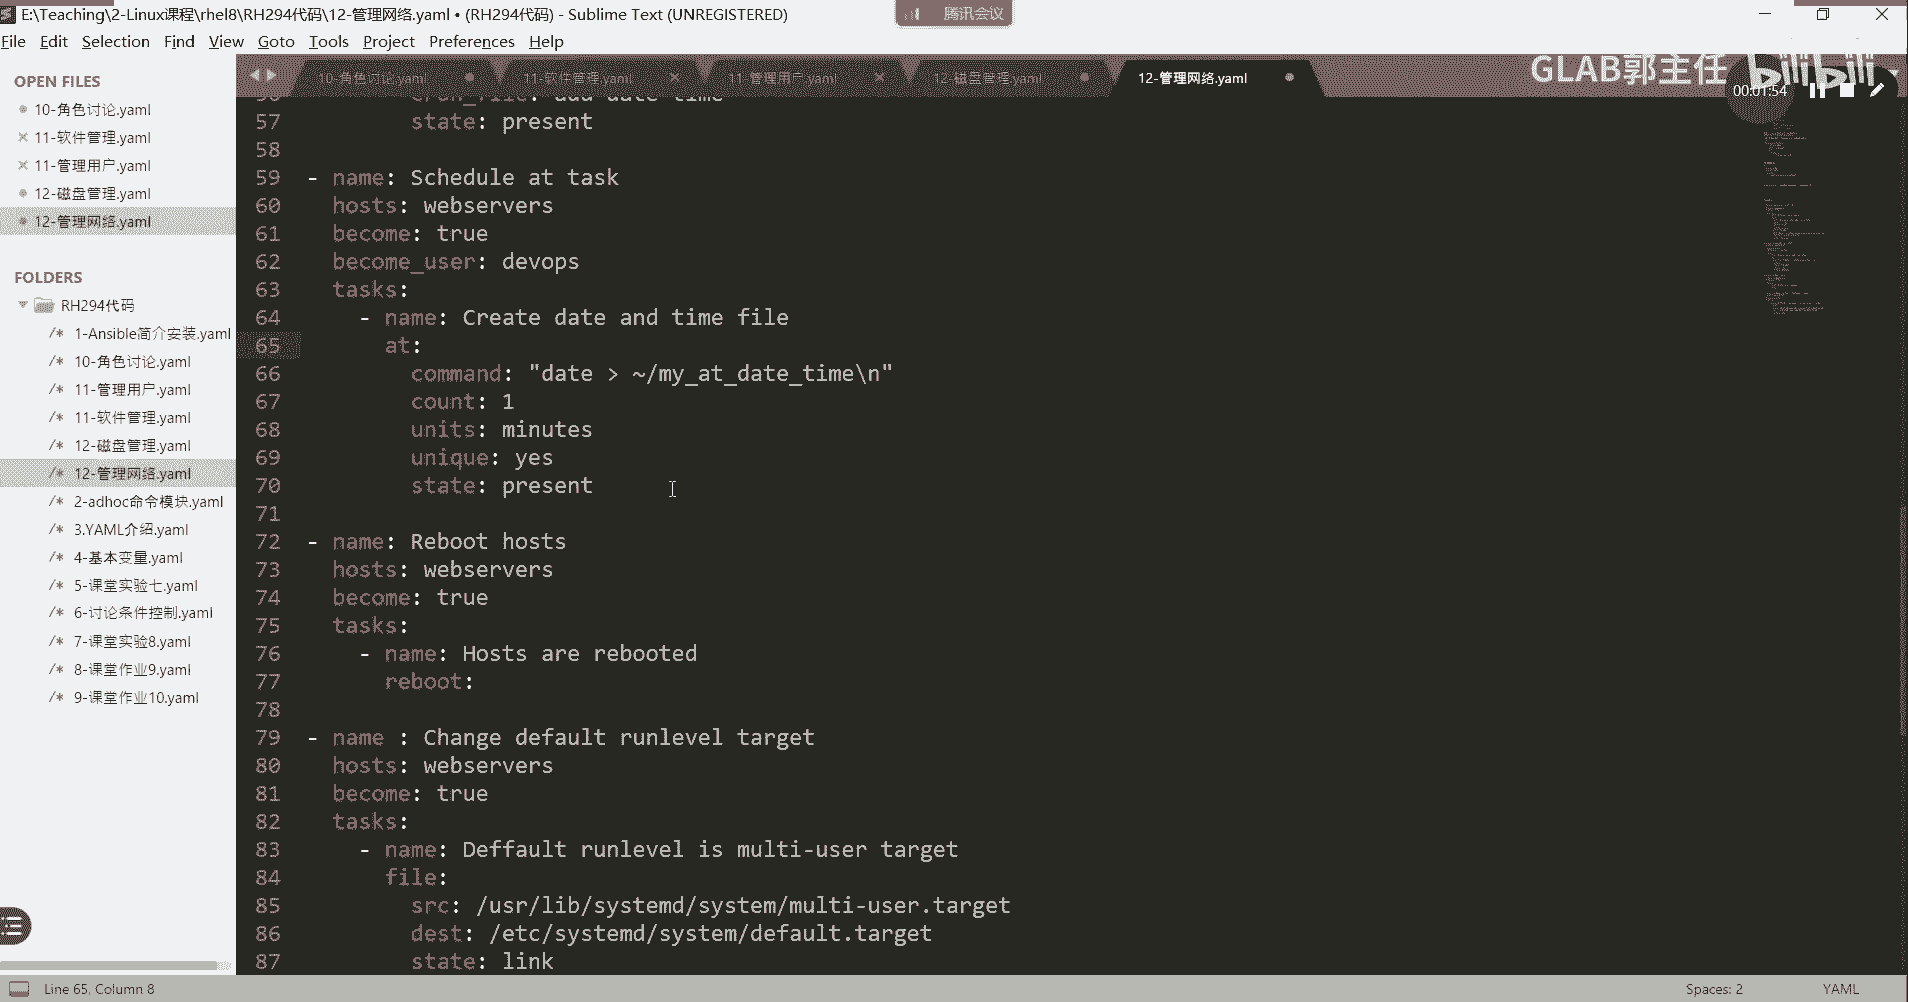 E:\Teaching\2-Linux课程\rhel8\RH294代码\12-管理网络.yaml • (RH294代码) - Sublime Text (UNREGISTERED)
腾讯会议
File Edit Selection Find View Goto Tools Project Preferences Help
GLAB郭主任 bilibili
00:01:54
OPEN FILES
10-角色讨论.yaml
11-软件管理.yaml
11-管理用户.yaml
12-磁盘管理.yaml
12-管理网络.yaml
FOLDERS
RH294代码
/* 1-Ansible简介安装.yaml
/* 10-角色讨论.yaml
/* 11-管理用户.yaml
/* 11-软件管理.yaml
/* 12-磁盘管理.yaml
/* 12-管理网络.yaml
/* 2-adhoc命令模块.yaml
/* 3.YAML介绍.yaml
/* 4-基本变量.yaml
/* 5-课堂实验七.yaml
/* 6-讨论条件控制.yaml
/* 7-课堂实验8.yaml
/* 8-课堂作业9.yaml
/* 9-课堂作业10.yaml
10-角色讨论.yaml 11-软件管理.yaml 11-管理用户.yaml 12-磁盘管理.yaml 12-管理网络.yaml
57 state: present
58
59 - name: Schedule at task
60 hosts: webservers
61 become: true
62 become_user: devops
63 tasks:
64 - name: Create date and time file
65 at:
66 command: "date > ~/my_at_date_time\n"
67 count: 1
68 units: minutes
69 unique: yes
70 state: present
71
72 - name: Reboot hosts
73 hosts: webservers
74 become: true
75 tasks:
76 - name: Hosts are rebooted
77 reboot:
78
79 - name : Change default runlevel target
80 hosts: webservers
81 become: true
82 tasks:
83 - name: Deffault runlevel is multi-user target
84 file:
85 src: /usr/lib/systemd/system/multi-user.target
86 dest: /etc/systemd/system/default.target
87 state: link
Line 65, Column 8
Spaces: 2
YAML